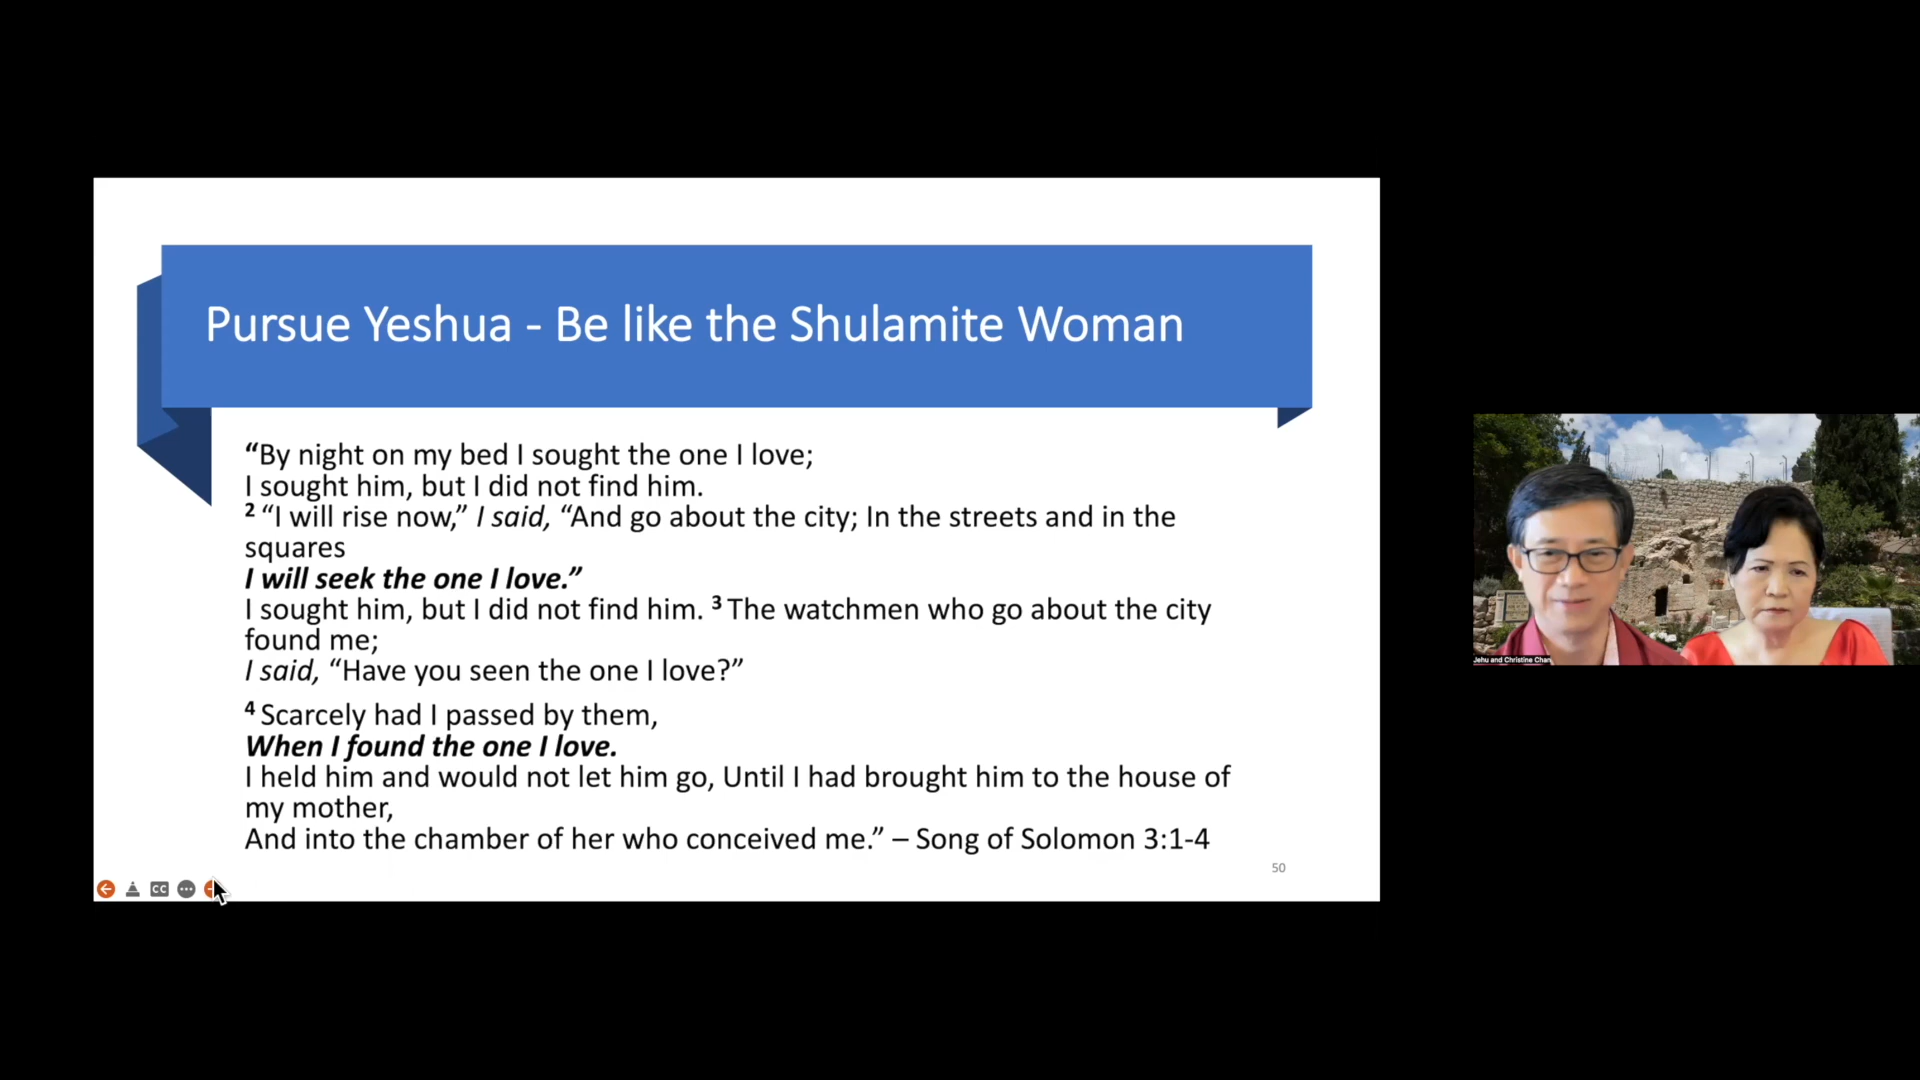 Pursue Yeshua - Be like the Shulamite Woman
“By night on my bed I sought the one I love;
I sought him, but I did not find him.
2 “I will rise now,” I said, “And go about the city; In the streets and in the
squares
I will seek the one I love.”
I sought him, but I did not find him. 3 The watchmen who go about the city
found me;
I said, “Have you seen the one I love?”
4 Scarcely had I passed by them,
When I found the one I love.
I held him and would not let him go, Until I had brought him to the house of
my mother,
And into the chamber of her who conceived me.” – Song of Solomon 3:1-4
50
CC
Jehu and Christine Chan